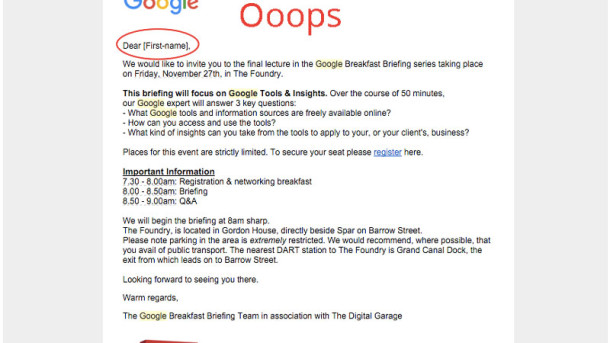 Google
Ooops
Dear [First-name],
We would like to invite you to the final lecture in the Google Breakfast Briefing series taking place
on Friday, November 27th, in The Foundry.
This briefing will focus on Google Tools & Insights. Over the course of 50 minutes,
our Google expert will answer 3 key questions:
- What Google tools and information sources are freely available online?
- How can you access and use the tools?
- What kind of insights can you take from the tools to apply to your, or your client's, business?
Places for this event are strictly limited. To secure your seat please register here.
Important Information
7.30 - 8.00am: Registration & networking breakfast
8.00 - 8.50am: Briefing
8.50 - 9.00am: Q&A
We will begin the briefing at 8am sharp.
The Foundry, is located in Gordon House, directly beside Spar on Barrow Street.
Please note parking in the area is extremely restricted. We would recommend, where possible, that
you avail of public transport. The nearest DART station to The Foundry is Grand Canal Dock, the
exit from which leads on to Barrow Street.
Looking forward to seeing you there.
Warm regards,
The Google Breakfast Briefing Team in association with The Digital Garage